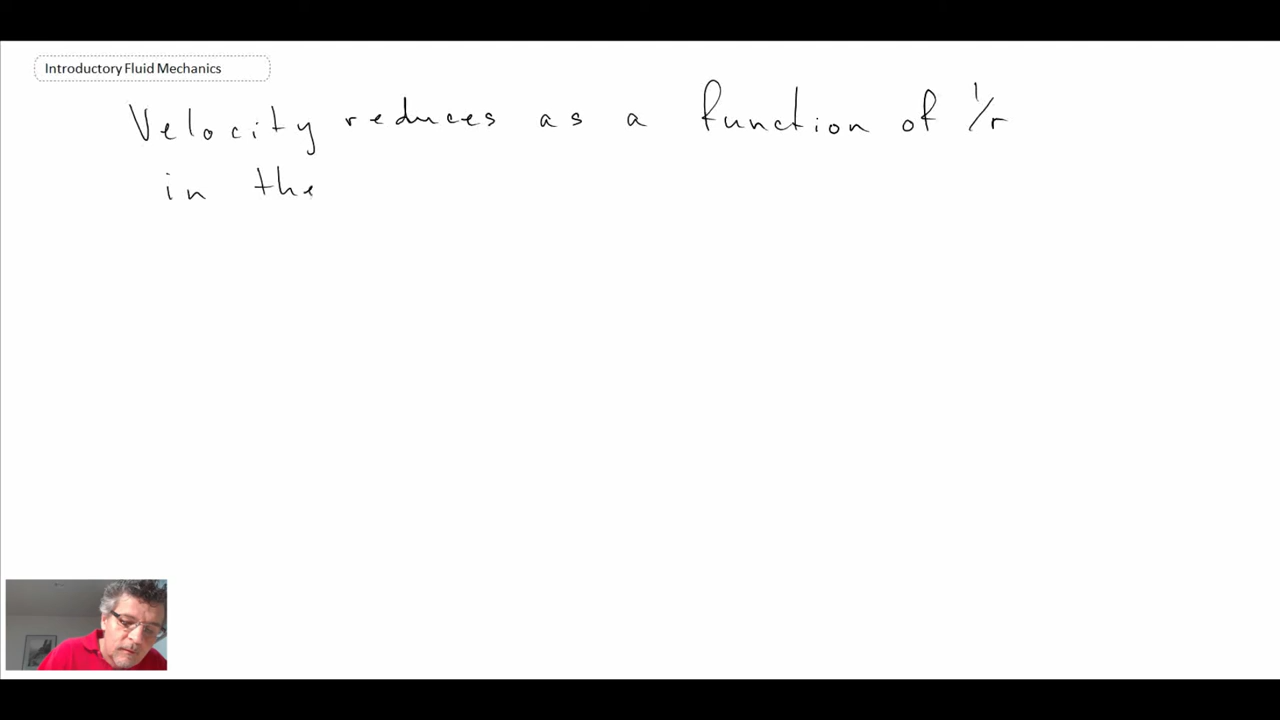 Introductory Fluid Mechanics
Velocity reduces as a function of 1/r
in the